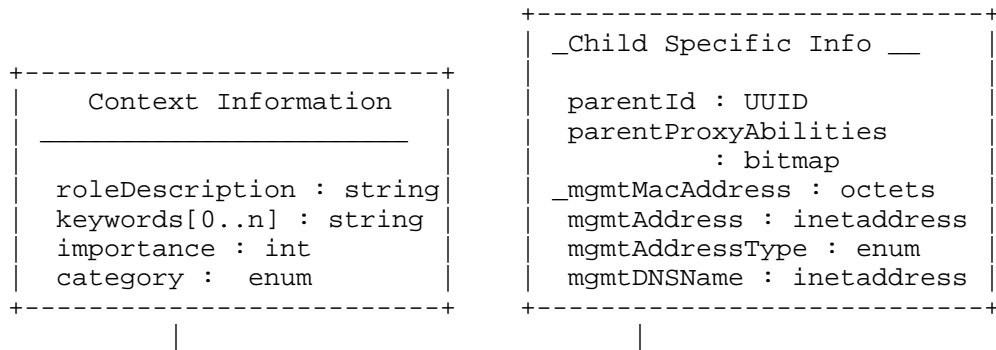 _Child Specific Info __
Context Information
parentId : UUID
parentProxyAbilities
: bitmap
roleDescription : string
_mgmtMacAddress : octets
keywords[0..n] : string
mgmtAddress : inetaddress
importance : int
mgmtAddressType : enum
category : enum
mgmtDNSName : inetaddress